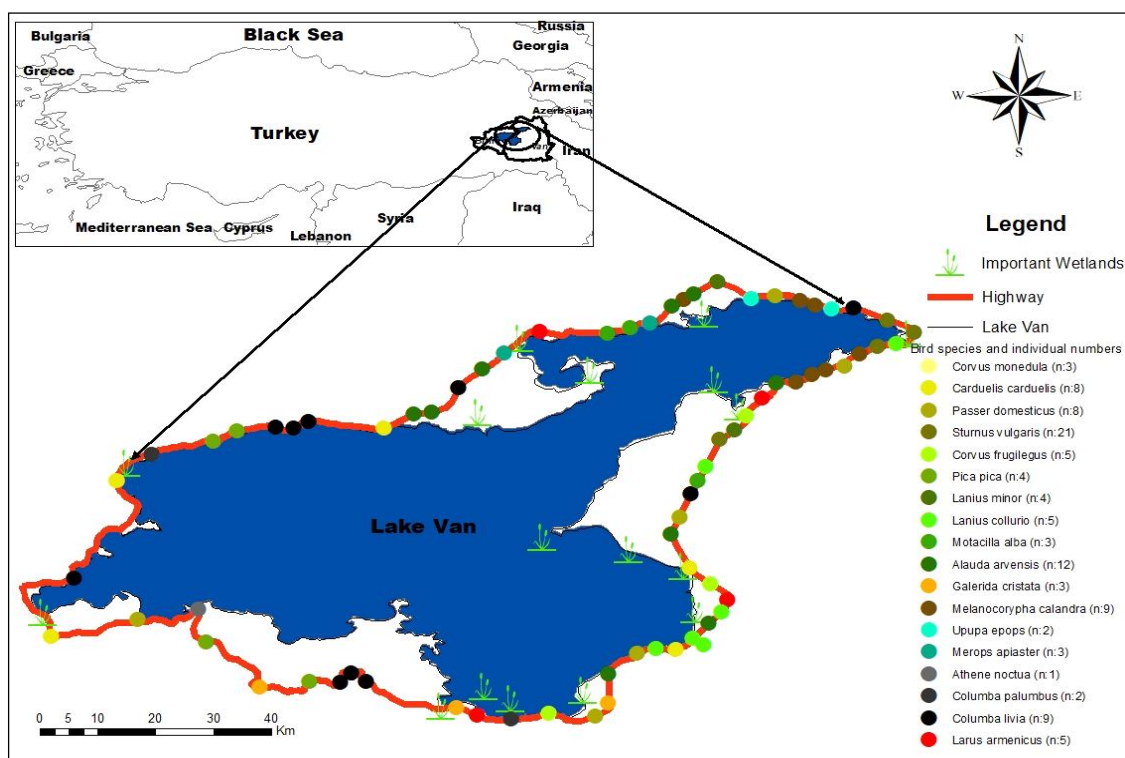 Black Sea
Russia
Bulgaria
Georgia
Greece
Armenia
Azerbaijan
Turkey
Van
Iran
Iraq
Syria
Mediterranean Sea
Cyprus
Lebanon
N
W
E
S
Legend
Important Wetlands
Highway
Lake Van
Bird species and individual numbers
Corvus monedula (n:3)
Carduelis carduelis (n:8)
Passer domesticus (n:8)
Sturnus vulgaris (n:21)
Corvus frugilegus (n:5)
Pica pica (n:4)
Lanius minor (n:4)
Lanius collurio (n:5)
Motacilla alba (n:3)
Alauda arvensis (n:12)
Galerida cristata (n:3)
Melanocorypha calandra (n:9)
Upupa epops (n:2)
Merops apiaster (n:3)
Athene noctua (n:1)
Columba palumbus (n:2)
Columba livia (n:9)
Larus armenicus (n:5)
Lake Van
0 5 10 20 30 40
Km